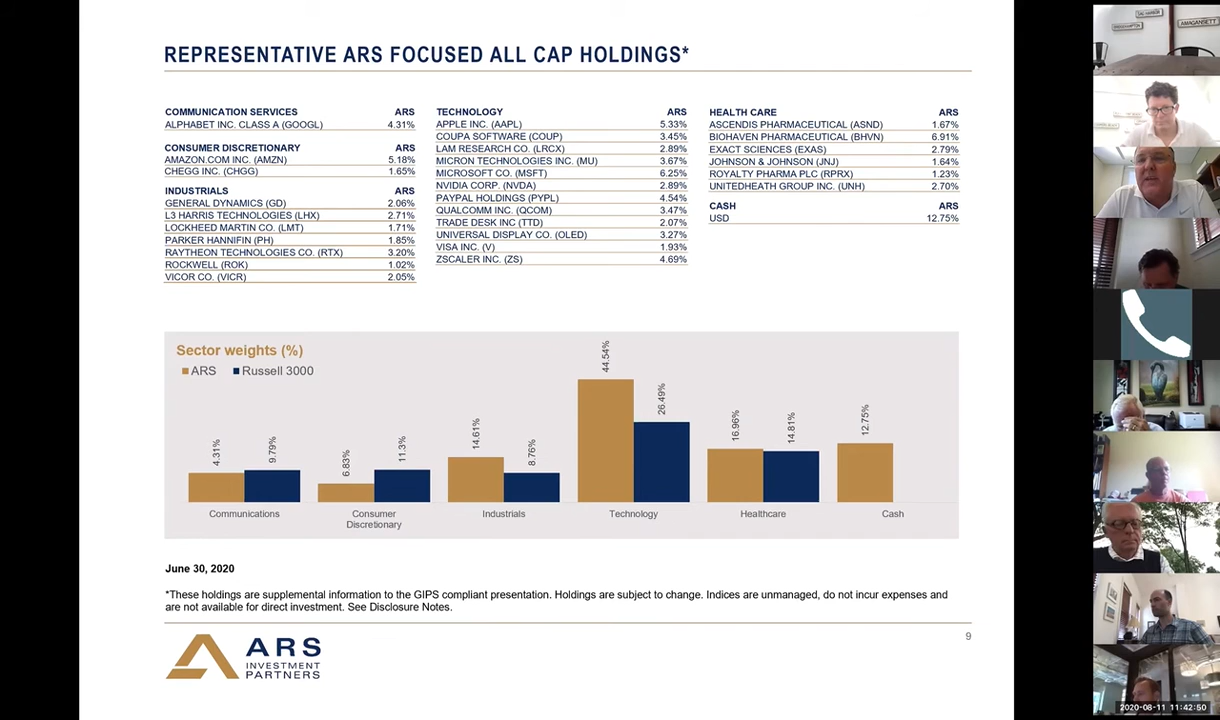 REPRESENTATIVE ARS FOCUSED ALL CAP HOLDINGS*
COMMUNICATION SERVICES ARS
ALPHABET INC. CLASS A (GOOGL) 4.31%
CONSUMER DISCRETIONARY ARS
AMAZON.COM INC. (AMZN) 5.18%
CHEGG INC. (CHGG) 1.65%
INDUSTRIALS ARS
GENERAL DYNAMICS (GD) 2.06%
L3 HARRIS TECHNOLOGIES (LHX) 2.71%
LOCKHEED MARTIN CO. (LMT) 1.71%
PARKER HANNIFIN (PH) 1.85%
RAYTHEON TECHNOLOGIES CO. (RTX) 3.20%
ROCKWELL (ROK) 1.02%
VICOR CO. (VICR) 2.05%
TECHNOLOGY ARS
APPLE INC. (AAPL) 5.33%
COUPA SOFTWARE (COUP) 3.45%
LAM RESEARCH CO. (LRCX) 2.89%
MICRON TECHNOLOGIES INC. (MU) 3.67%
MICROSOFT CO. (MSFT) 6.25%
NVIDIA CORP. (NVDA) 2.89%
PAYPAL HOLDINGS (PYPL) 4.54%
QUALCOMM INC. (QCOM) 3.47%
TRADE DESK INC (TTD) 2.07%
UNIVERSAL DISPLAY CO. (OLED) 3.27%
VISA INC. (V) 1.93%
ZSCALER INC. (ZS) 4.69%
HEALTH CARE ARS
ASCENDIS PHARMACEUTICAL (ASND) 1.67%
BIOHAVEN PHARMACEUTICAL (BHVN) 6.91%
EXACT SCIENCES (EXAS) 2.79%
JOHNSON & JOHNSON (JNJ) 1.64%
ROYALTY PHARMA PLC (RPRX) 1.23%
UNITEDHEATH GROUP INC. (UNH) 2.70%
CASH ARS
USD 12.75%
Sector weights (%)
ARS Russell 3000
4.31% 9.79% 6.83% 11.3% 14.61% 8.76% 44.54% 26.49% 16.96% 14.81% 12.75%
Communications Consumer Industrials Technology Healthcare Cash
Discretionary
June 30, 2020
*These holdings are supplemental information to the GIPS compliant presentation. Holdings are subject to change. Indices are unmanaged, do not incur expenses and
are not available for direct investment. See Disclosure Notes.
9
ARS
INVESTMENT
PARTNERS
SAG HARBOR
AMAGANSETT
2020-08-11 11:42:50